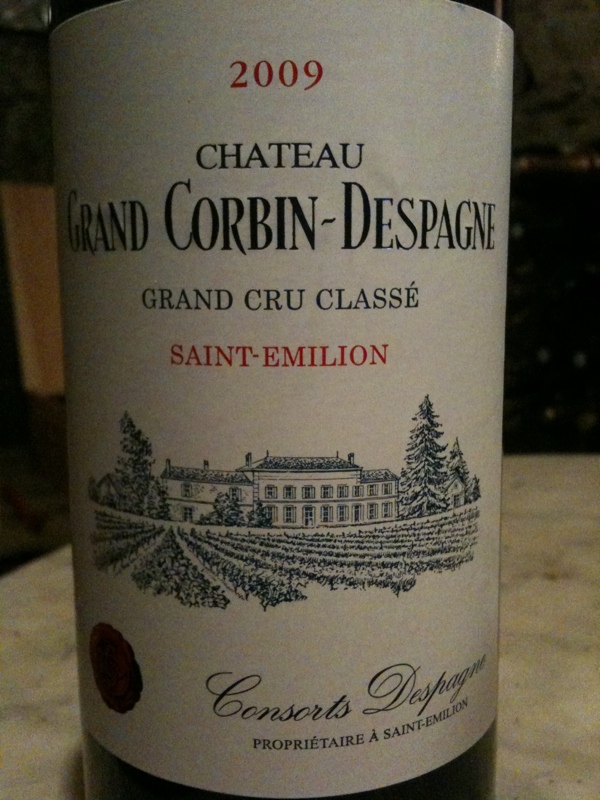 2009
CHATEAU
GRAND CORBIN-DESPAGNE
GRAND CRU CLASSÉ
SAINT-EMILION
Consorts Despagne
PROPRIÉTAIRE À SAINT-EMILION